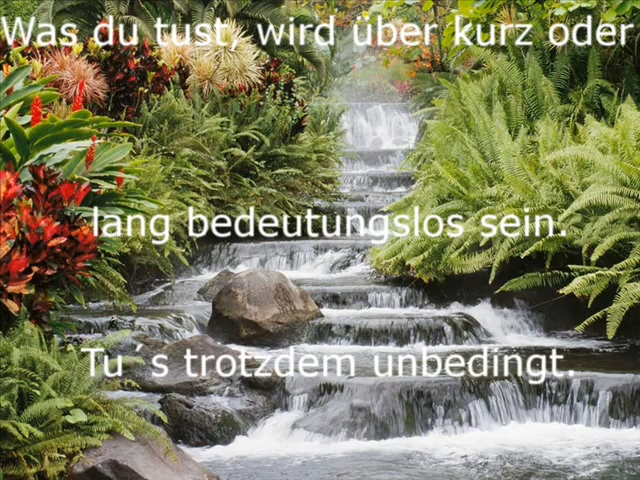 Was du tust, wird über kurz oder
lang bedeutungslos sein.
Tu´s trotzdem unbedingt.